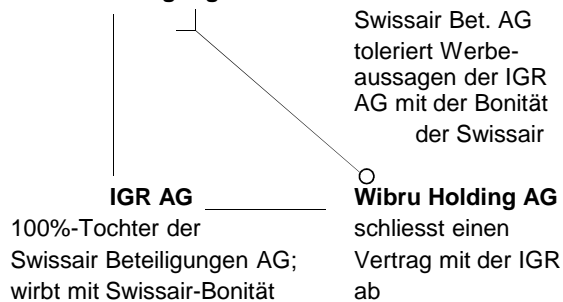 Swissair Bet. AG
toleriert Werbe-
aussagen der IGR
AG mit der Bonität
der Swissair
IGR AG
100%-Tochter der
Swissair Beteiligungen AG;
wirbt mit Swissair-Bonität
Wibru Holding AG
schliesst einen
Vertrag mit der IGR
ab